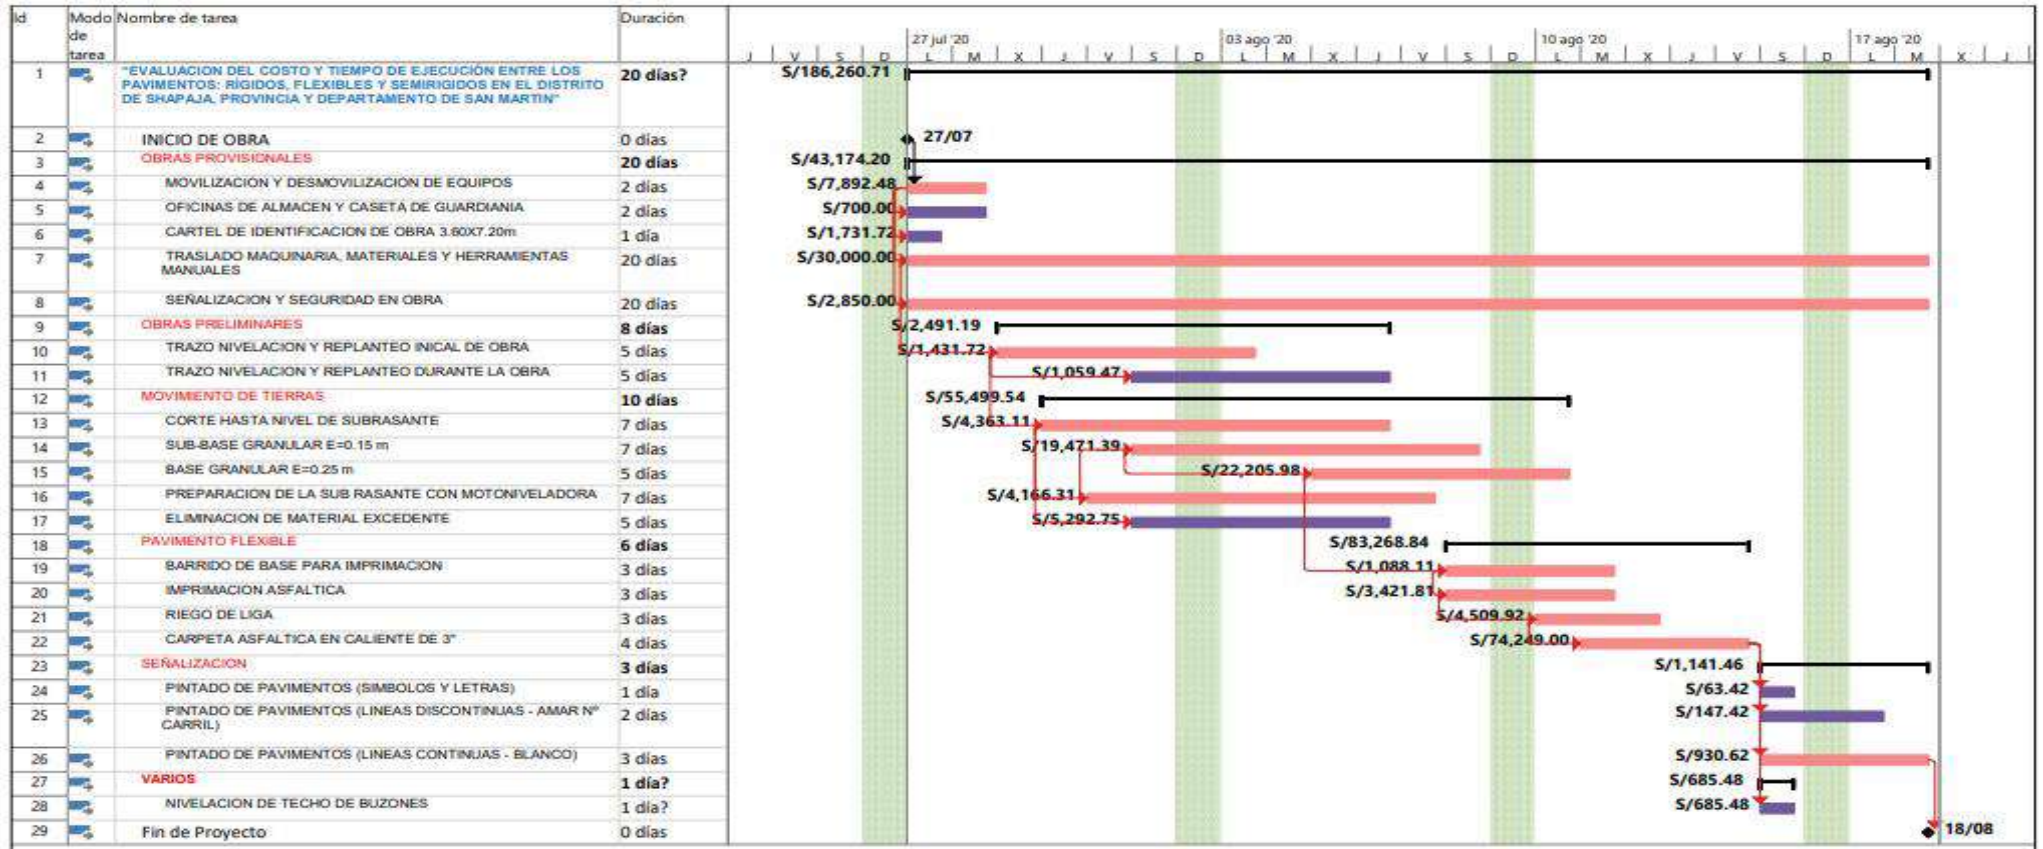 Id Modo de tarea Nombre de tarea Duración
27 jul '20 03 ago '20 10 ago '20 17 ago '20
J V S D L M X J V S D L M X J V S D L M X J V S D L M X J
1 "EVALUACION DEL COSTO Y TIEMPO DE EJECUCIÓN ENTRE LOS 20 días? S/186,260.71
PAVIMENTOS: RÍGIDOS, FLEXIBLES Y SEMIRIGIDOS EN EL DISTRITO
DE SHAPAJA, PROVINCIA Y DEPARTAMENTO DE SAN MARTIN"
2 INICIO DE OBRA 0 días 27/07
3 OBRAS PROVISIONALES 20 días S/43,174.20
4 MOVILIZACION Y DESMOVILIZACION DE EQUIPOS 2 días S/7,892.48
5 OFICINAS DE ALMACEN Y CASETA DE GUARDIANIA 2 días S/700.00
6 CARTEL DE IDENTIFICACION DE OBRA 3.60X7.20m 1 día S/1,731.72
7 TRASLADO MAQUINARIA, MATERIALES Y HERRAMIENTAS 20 días S/30,000.00
MANUALES
8 SEÑALIZACION Y SEGURIDAD EN OBRA 20 días S/2,850.00
9 OBRAS PRELIMINARES 8 días S/2,491.19
10 TRAZO NIVELACION Y REPLANTEO INICAL DE OBRA 5 días S/1,431.72
11 TRAZO NIVELACION Y REPLANTEO DURANTE LA OBRA 5 días S/1,059.47
12 MOVIMIENTO DE TIERRAS 10 días S/55,499.54
13 CORTE HASTA NIVEL DE SUBRASANTE 7 días S/4,363.11
14 SUB-BASE GRANULAR E=0.15 m 7 días S/19,471.39
15 BASE GRANULAR E=0.25 m 5 días S/22,205.98
16 PREPARACION DE LA SUB RASANTE CON MOTONIVELADORA 7 días S/4,166.31
17 ELIMINACION DE MATERIAL EXCEDENTE 5 días S/5,292.75
18 PAVIMENTO FLEXIBLE 6 días S/83,268.84
19 BARRIDO DE BASE PARA IMPRIMACION 3 días S/1,088.11
20 IMPRIMACION ASFALTICA 3 días S/3,421.81
21 RIEGO DE LIGA 3 días S/4,509.92
22 CARPETA ASFALTICA EN CALIENTE DE 3" 4 días S/74,249.00
23 SEÑALIZACION 3 días S/1,141.46
24 PINTADO DE PAVIMENTOS (SIMBOLOS Y LETRAS) 1 día S/63.42
25 PINTADO DE PAVIMENTOS (LINEAS DISCONTINUAS - AMAR Nº 2 días S/147.42
CARRIL)
26 PINTADO DE PAVIMENTOS (LINEAS CONTINUAS - BLANCO) 3 días S/930.62
27 VARIOS 1 día? S/685.48
28 NIVELACION DE TECHO DE BUZONES 1 día? S/685.48
29 Fin de Proyecto 0 días 18/08